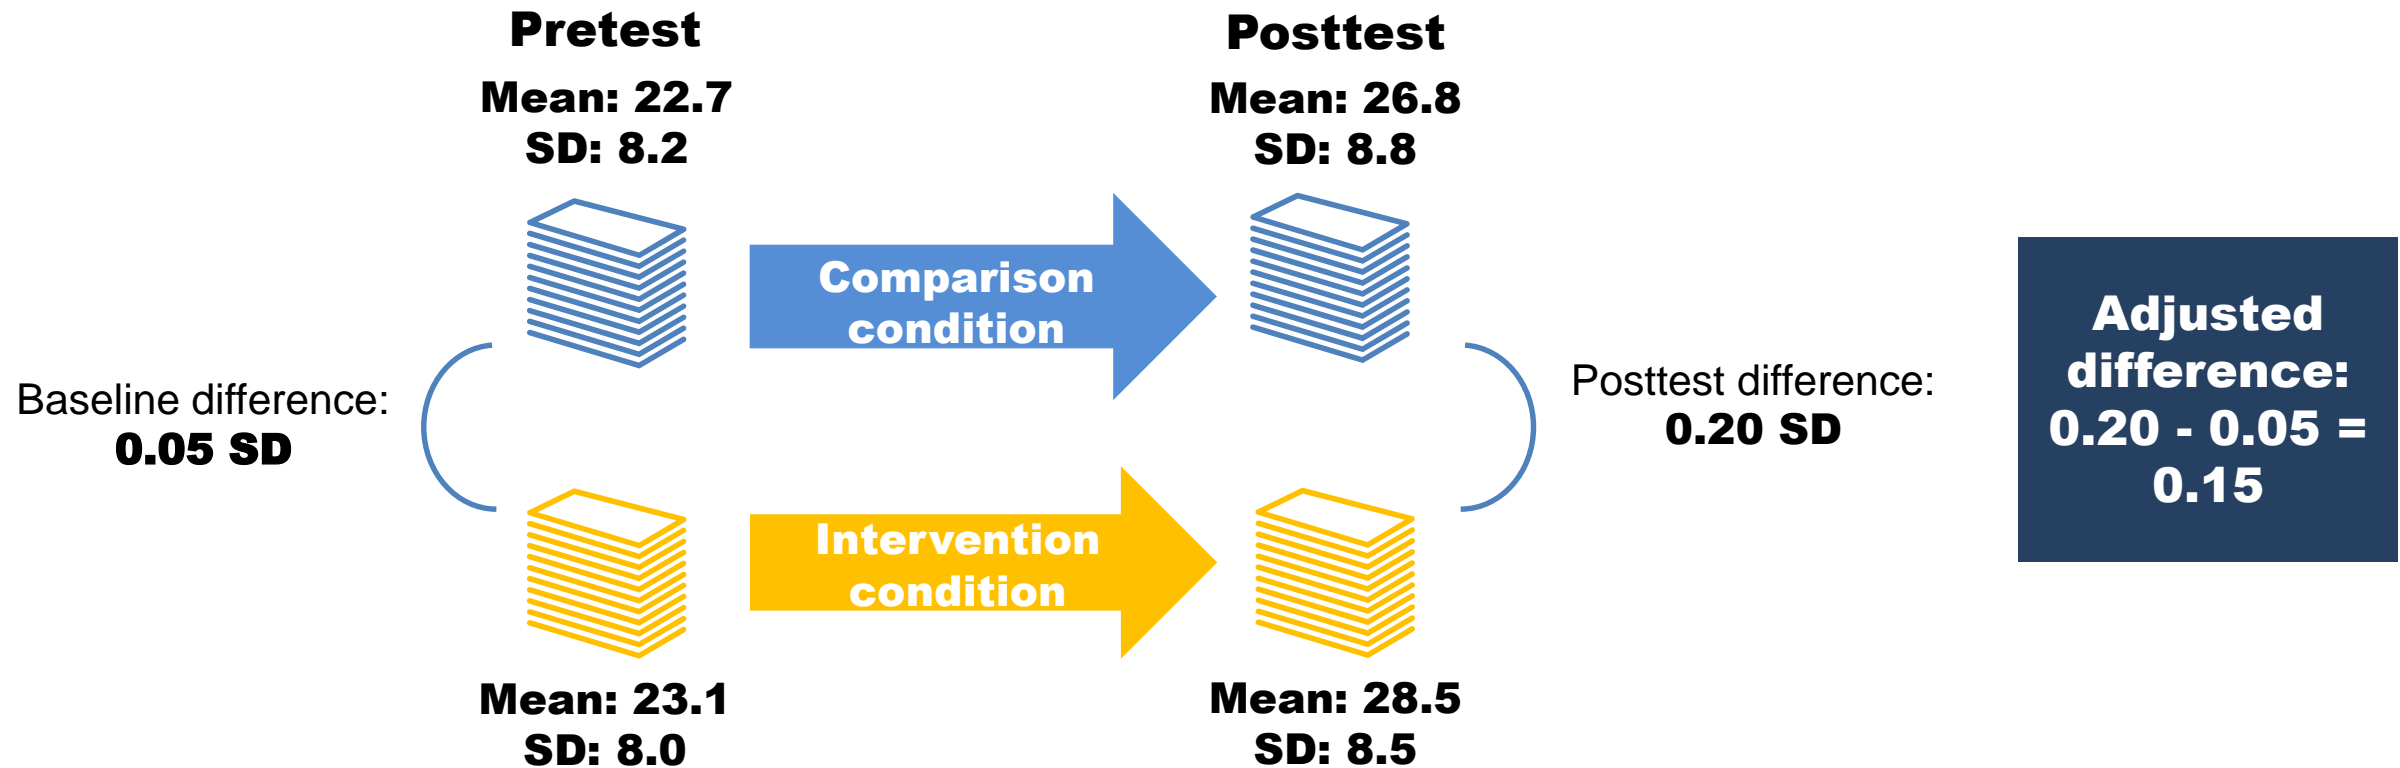 Pretest
Mean: 22.7
SD: 8.2
Posttest
Mean: 26.8
SD: 8.8
Comparison
condition
Baseline difference:
0.05 SD
Posttest difference:
0.20 SD
Adjusted
difference:
0.20 - 0.05 =
0.15
Intervention
condition
Mean: 23.1
SD: 8.0
Mean: 28.5
SD: 8.5